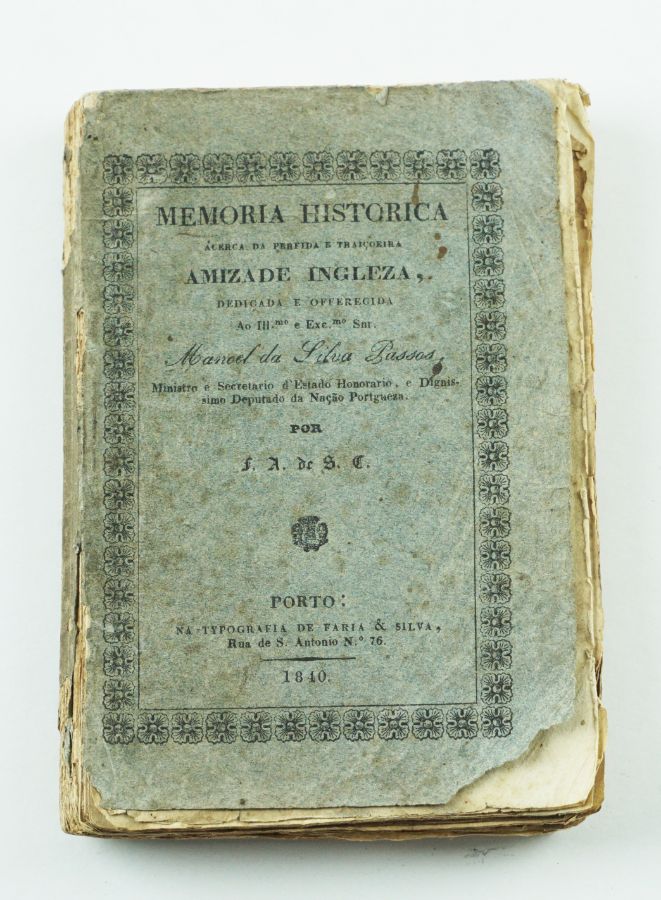 MEMORIA HISTORICA
ÁCERCA DA PERFIDA E TRAIÇOEIRA
AMIZADE INGLEZA,
DEDICADA E OFFERECIDA
Ao Ill.mo e Exc.mo Snr.
Manoel da Silva Passos,
Ministro e Secretario d'Estado Honorario, e Dignis-
simo Deputado da Nação Portgueza.
POR
F. A. de S. C.
PORTO:
NA TYPOGRAFIA DE FARIA & SILVA,
Rua de S. Antonio N.º 76.
1840.